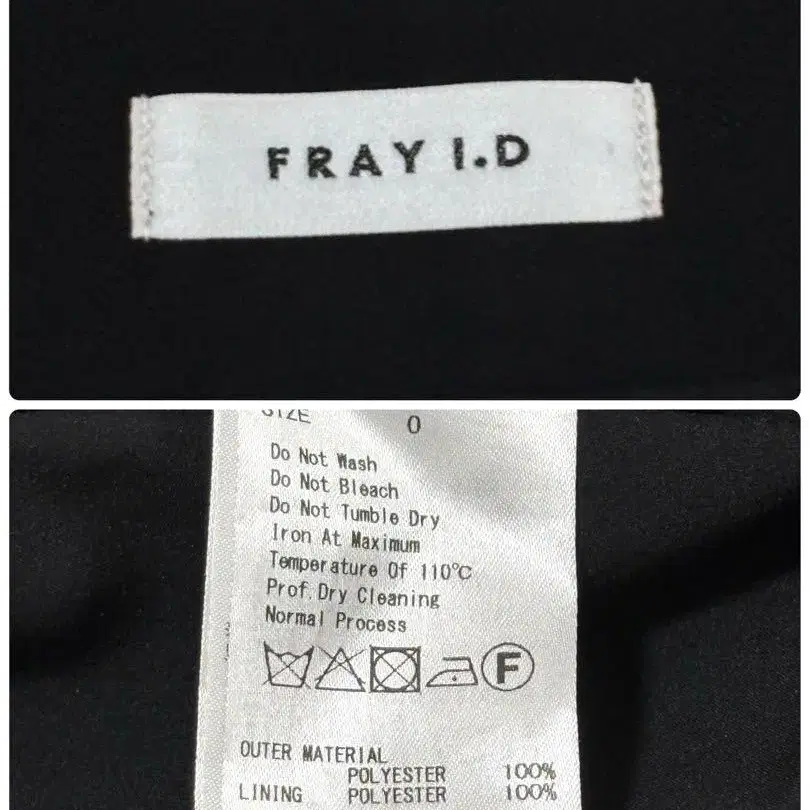 FRAY I.D
SIZE 0
Do Not Wash
Do Not Bleach
Do Not Tumble Dry
Iron At Maximum
Temperature Of 110℃
Prof.Dry Cleaning
Normal Process
F
OUTER MATERIAL
POLYESTER 100%
LINING POLYESTER 100%